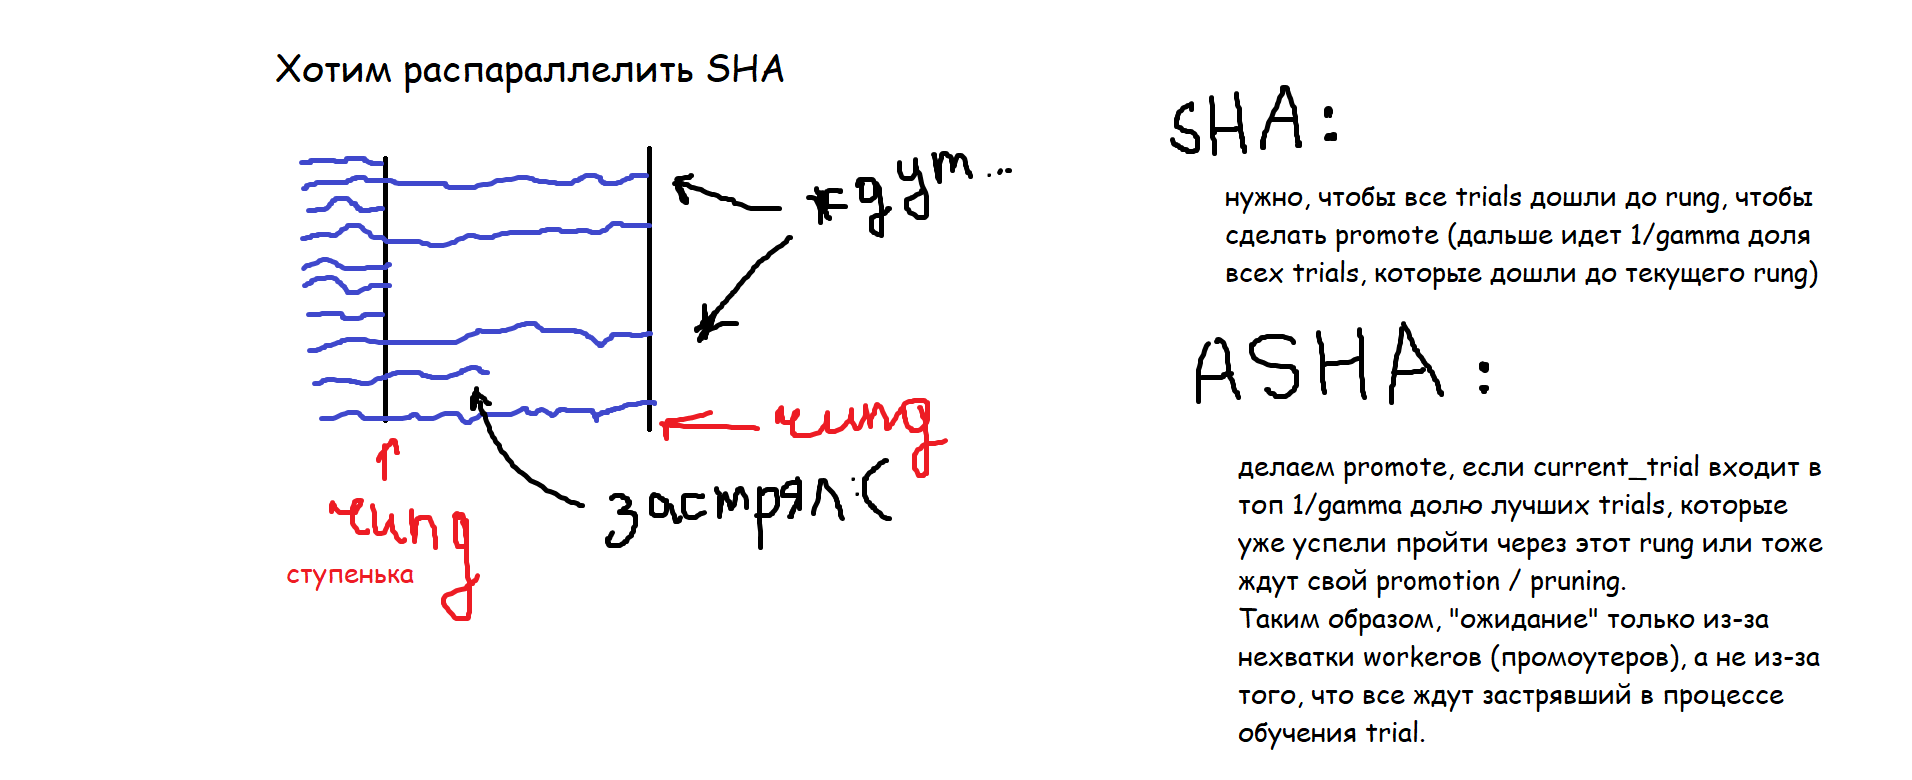 Хотим распараллелить SHA
ждут...
rung
застрял :(
rung
ступенька
SHA:
нужно, чтобы все trials дошли до rung, чтобы
сделать promote (дальше идет 1/gamma доля
всех trials, которые дошли до текущего rung)
ASHA:
делаем promote, если current_trial входит в
топ 1/gamma долю лучших trials, которые
уже успели пройти через этот rung или тоже
ждут свой promotion / pruning.
Таким образом, "ожидание" только из-за
нехватки workerов (промоутеров), а не из-за
того, что все ждут застрявший в процессе
обучения trial.